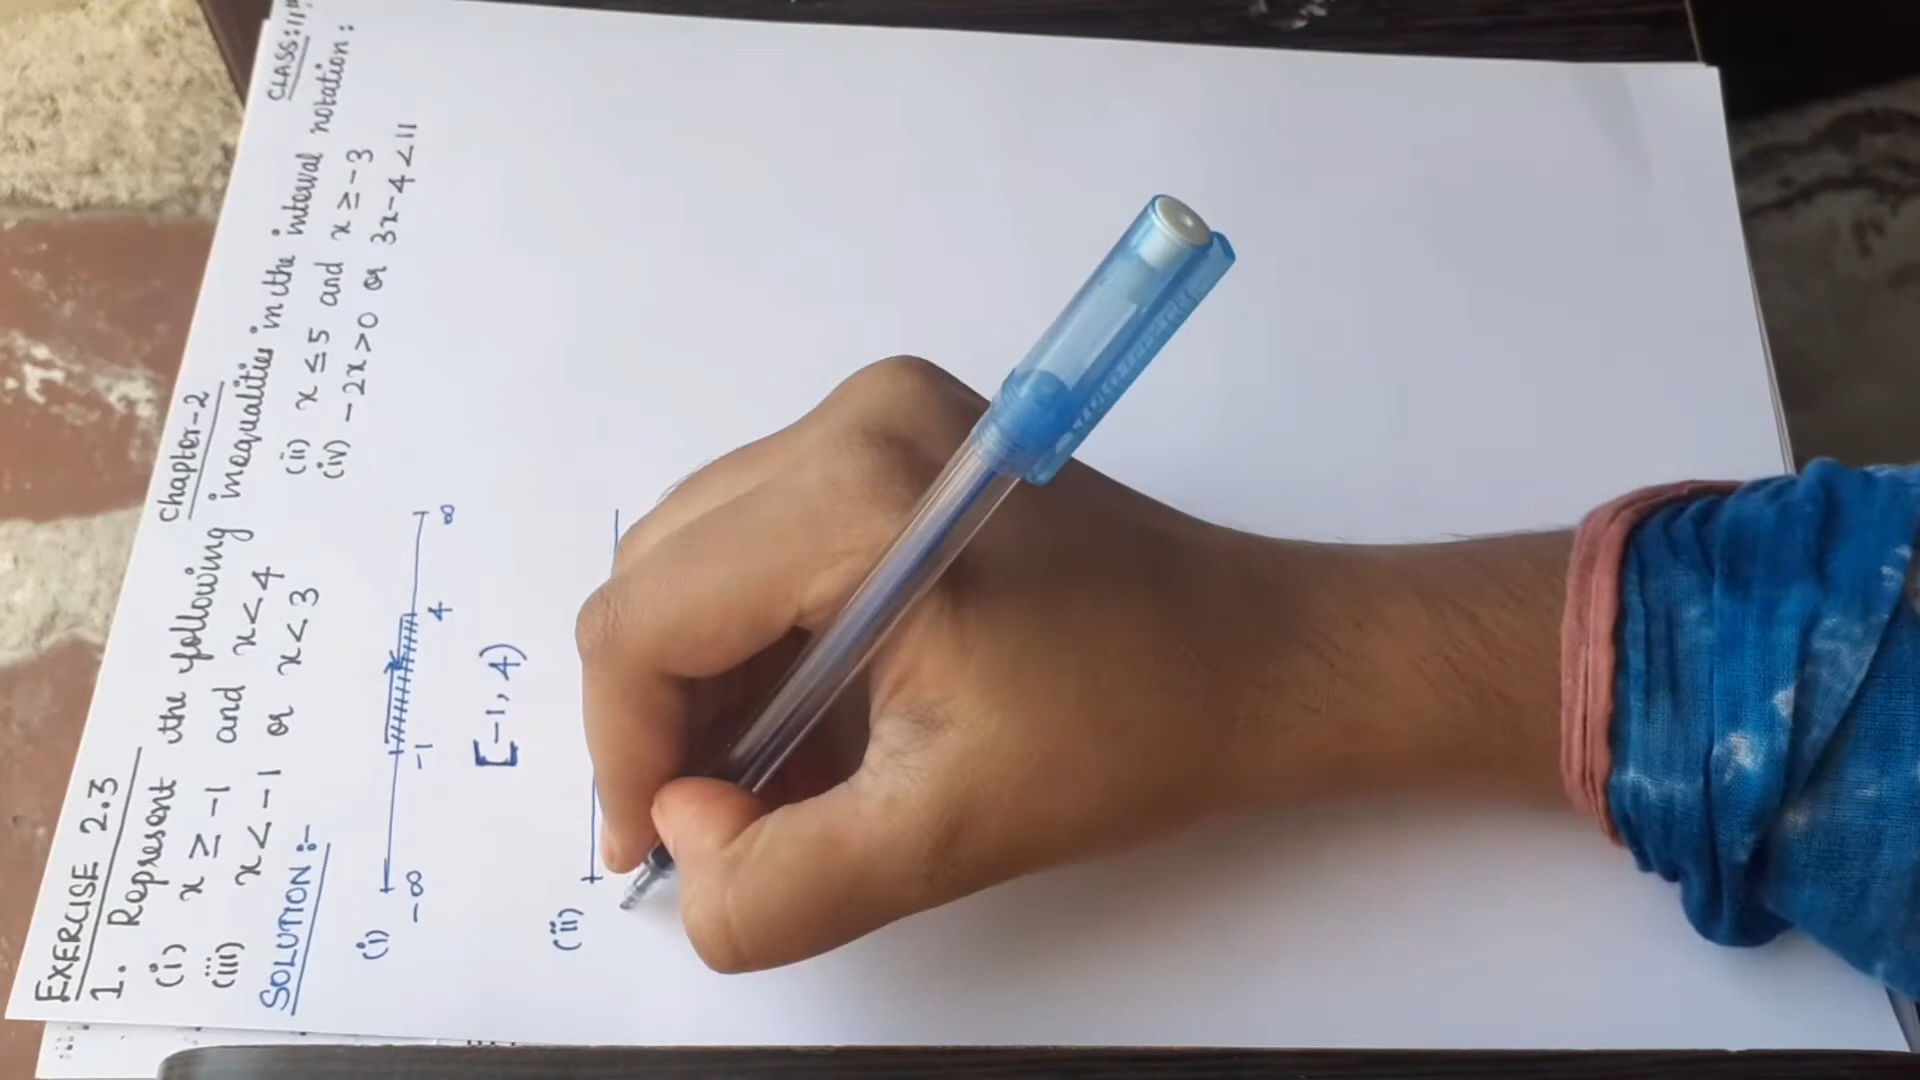 CLASS: 11th
Chapter-2
EXERCISE 2.3
1. Represent the following inequalities in the interval notation:
(i) x ≥ -1 and x < 4 (ii) x ≤ 5 and x ≥ -3
(iii) x < -1 or x < 3 (iv) -2x > 0 or 3x-4 < 11
SOLUTION :-
(i)
-∞ -1 4 ∞
[-1, 4)
(ii)